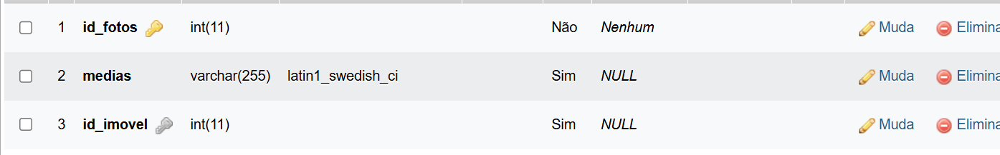 1 id_fotos int(11) Não Nenhum Muda Elimina
2 medias varchar(255) latin1_swedish_ci Sim NULL Muda Elimina
3 id_imovel int(11) Sim NULL Muda Elimina